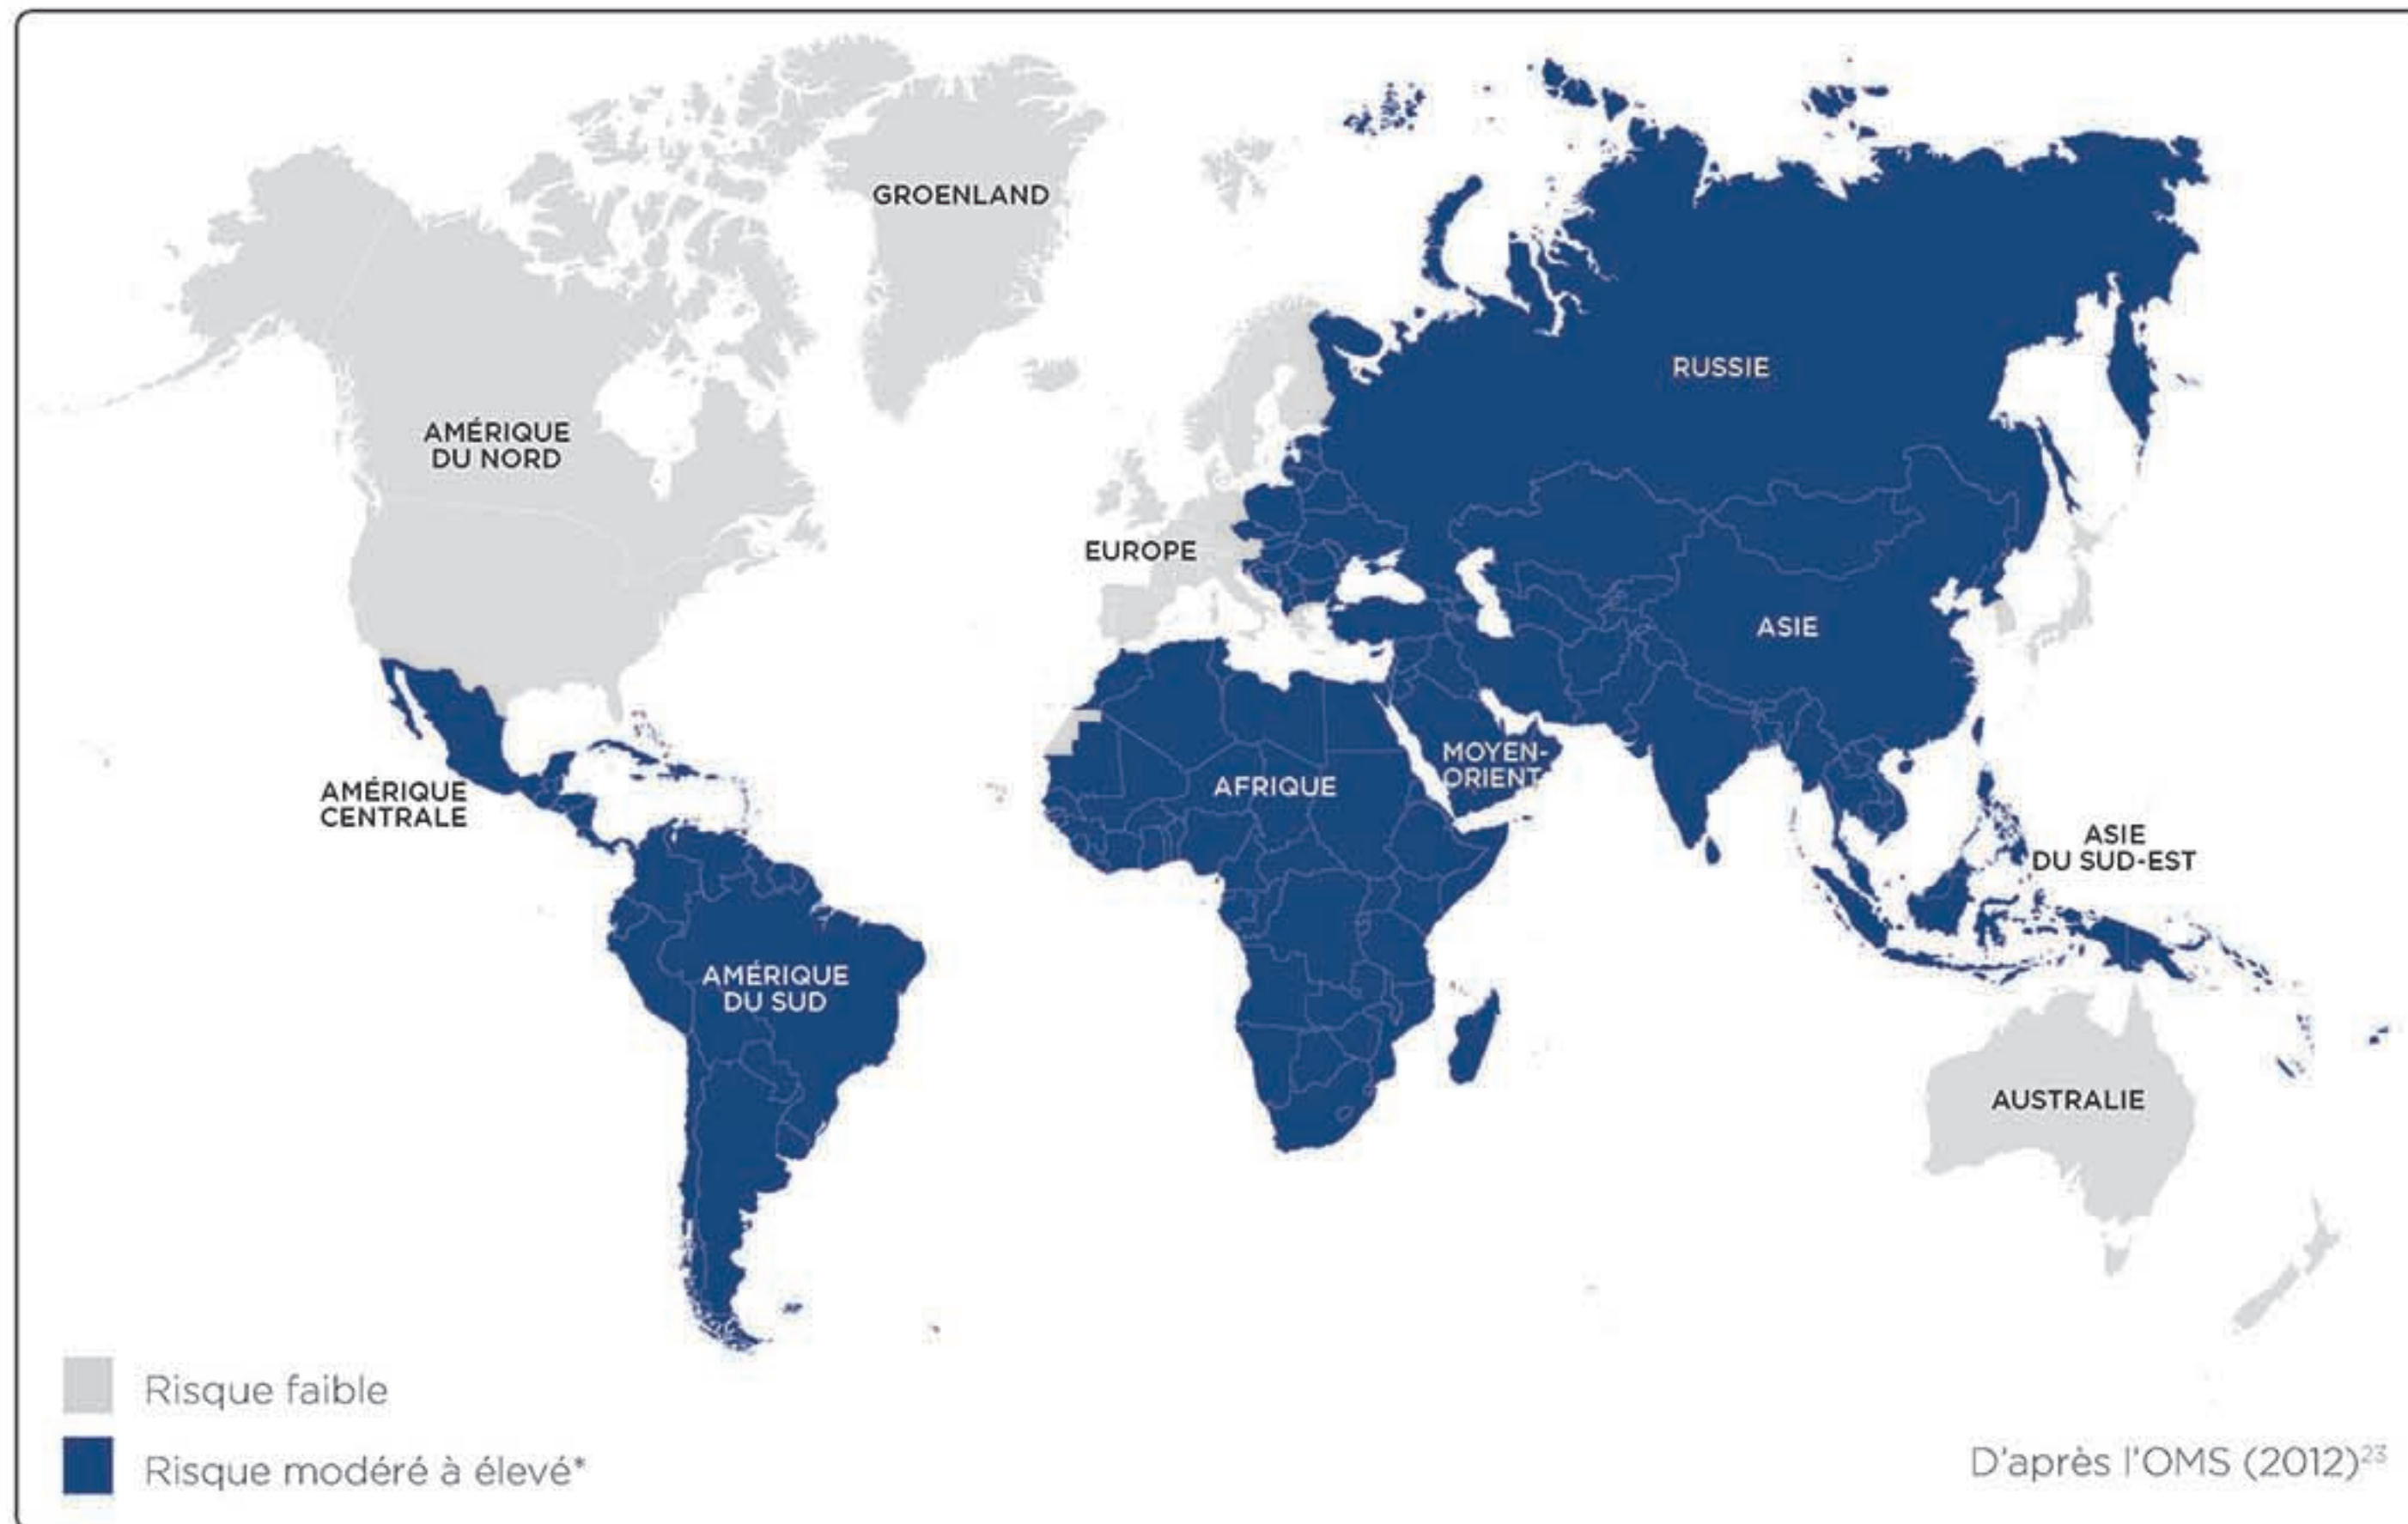 GROENLAND
RUSSIE
AMÉRIQUE
DU NORD
EUROPE
ASIE
MOYEN-
ORIENT
AFRIQUE
AMÉRIQUE
CENTRALE
ASIE
DU SUD-EST
AMÉRIQUE
DU SUD
AUSTRALIE
Risque faible
Risque modéré à élevé*
D'après l'OMS (2012)23